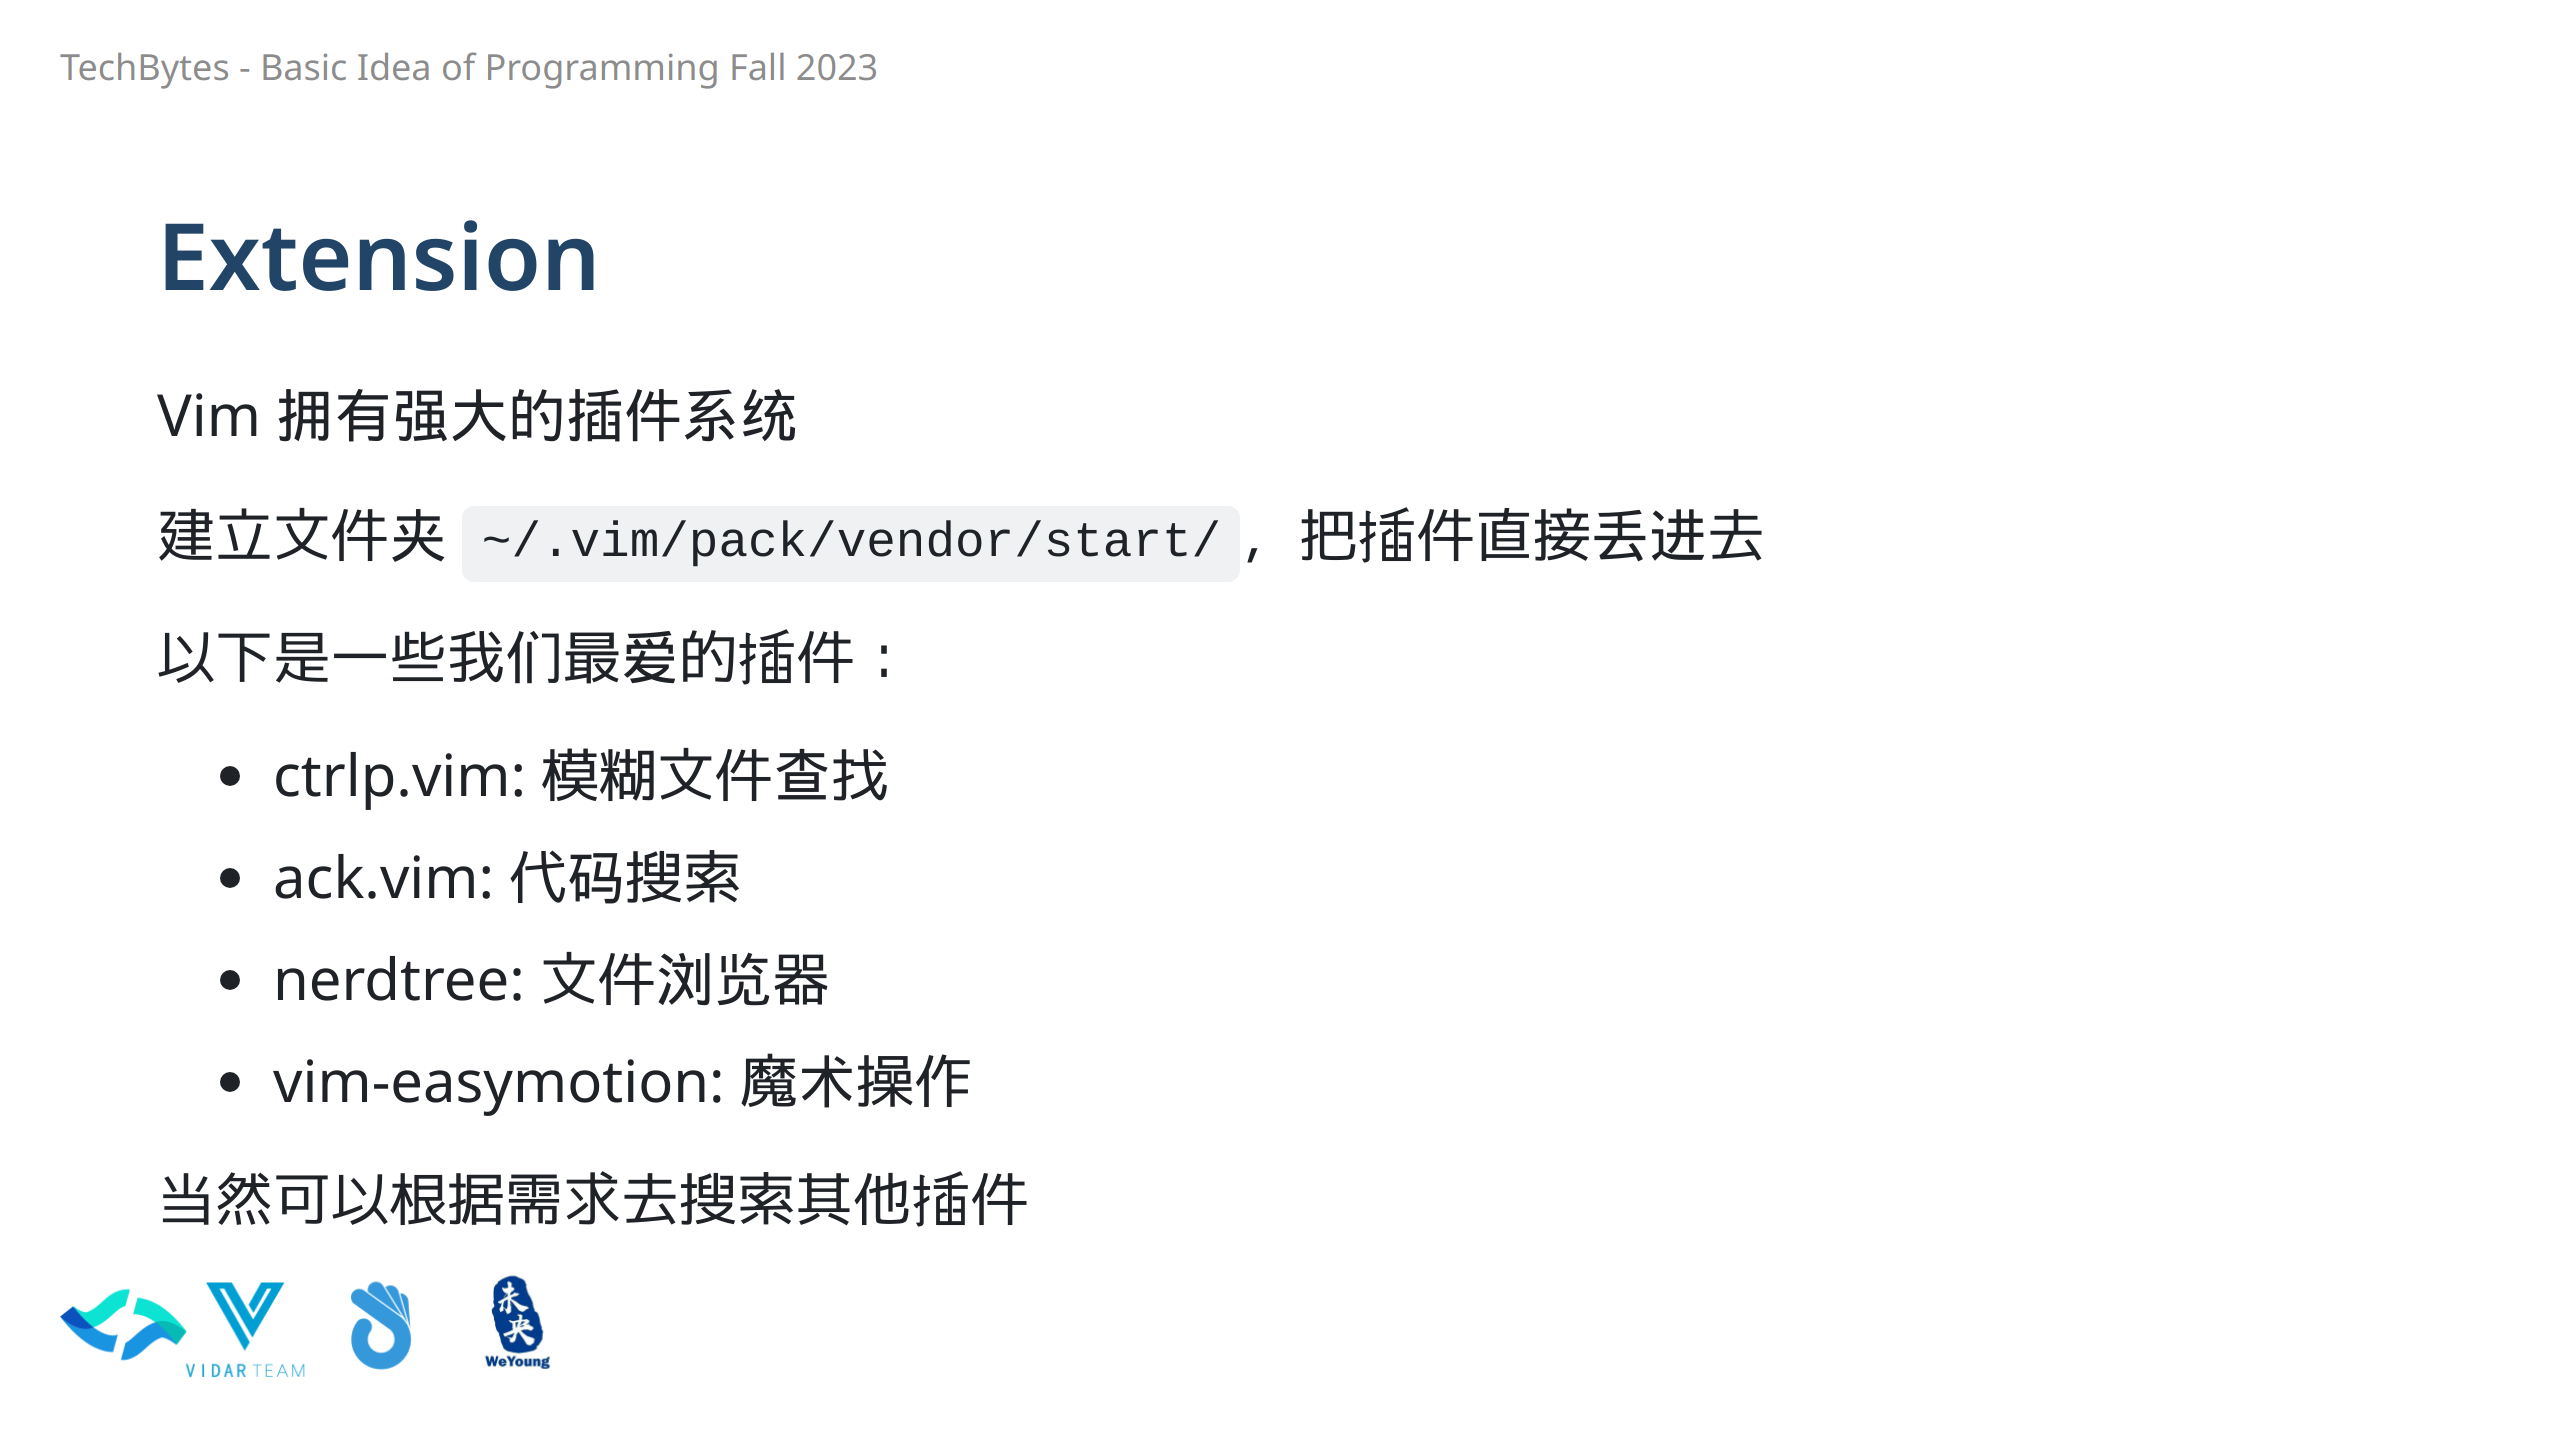 TechBytes - Basic Idea of Programming Fall 2023
Extension
Vim 拥有强大的插件系统
建立文件夹 ~/.vim/pack/vendor/start/，把插件直接丢进去
以下是一些我们最爱的插件：
• ctrlp.vim: 模糊文件查找
• ack.vim: 代码搜索
• nerdtree: 文件浏览器
• vim-easymotion: 魔术操作
当然可以根据需求去搜索其他插件
未央
VIDAR TEAM
WeYoung